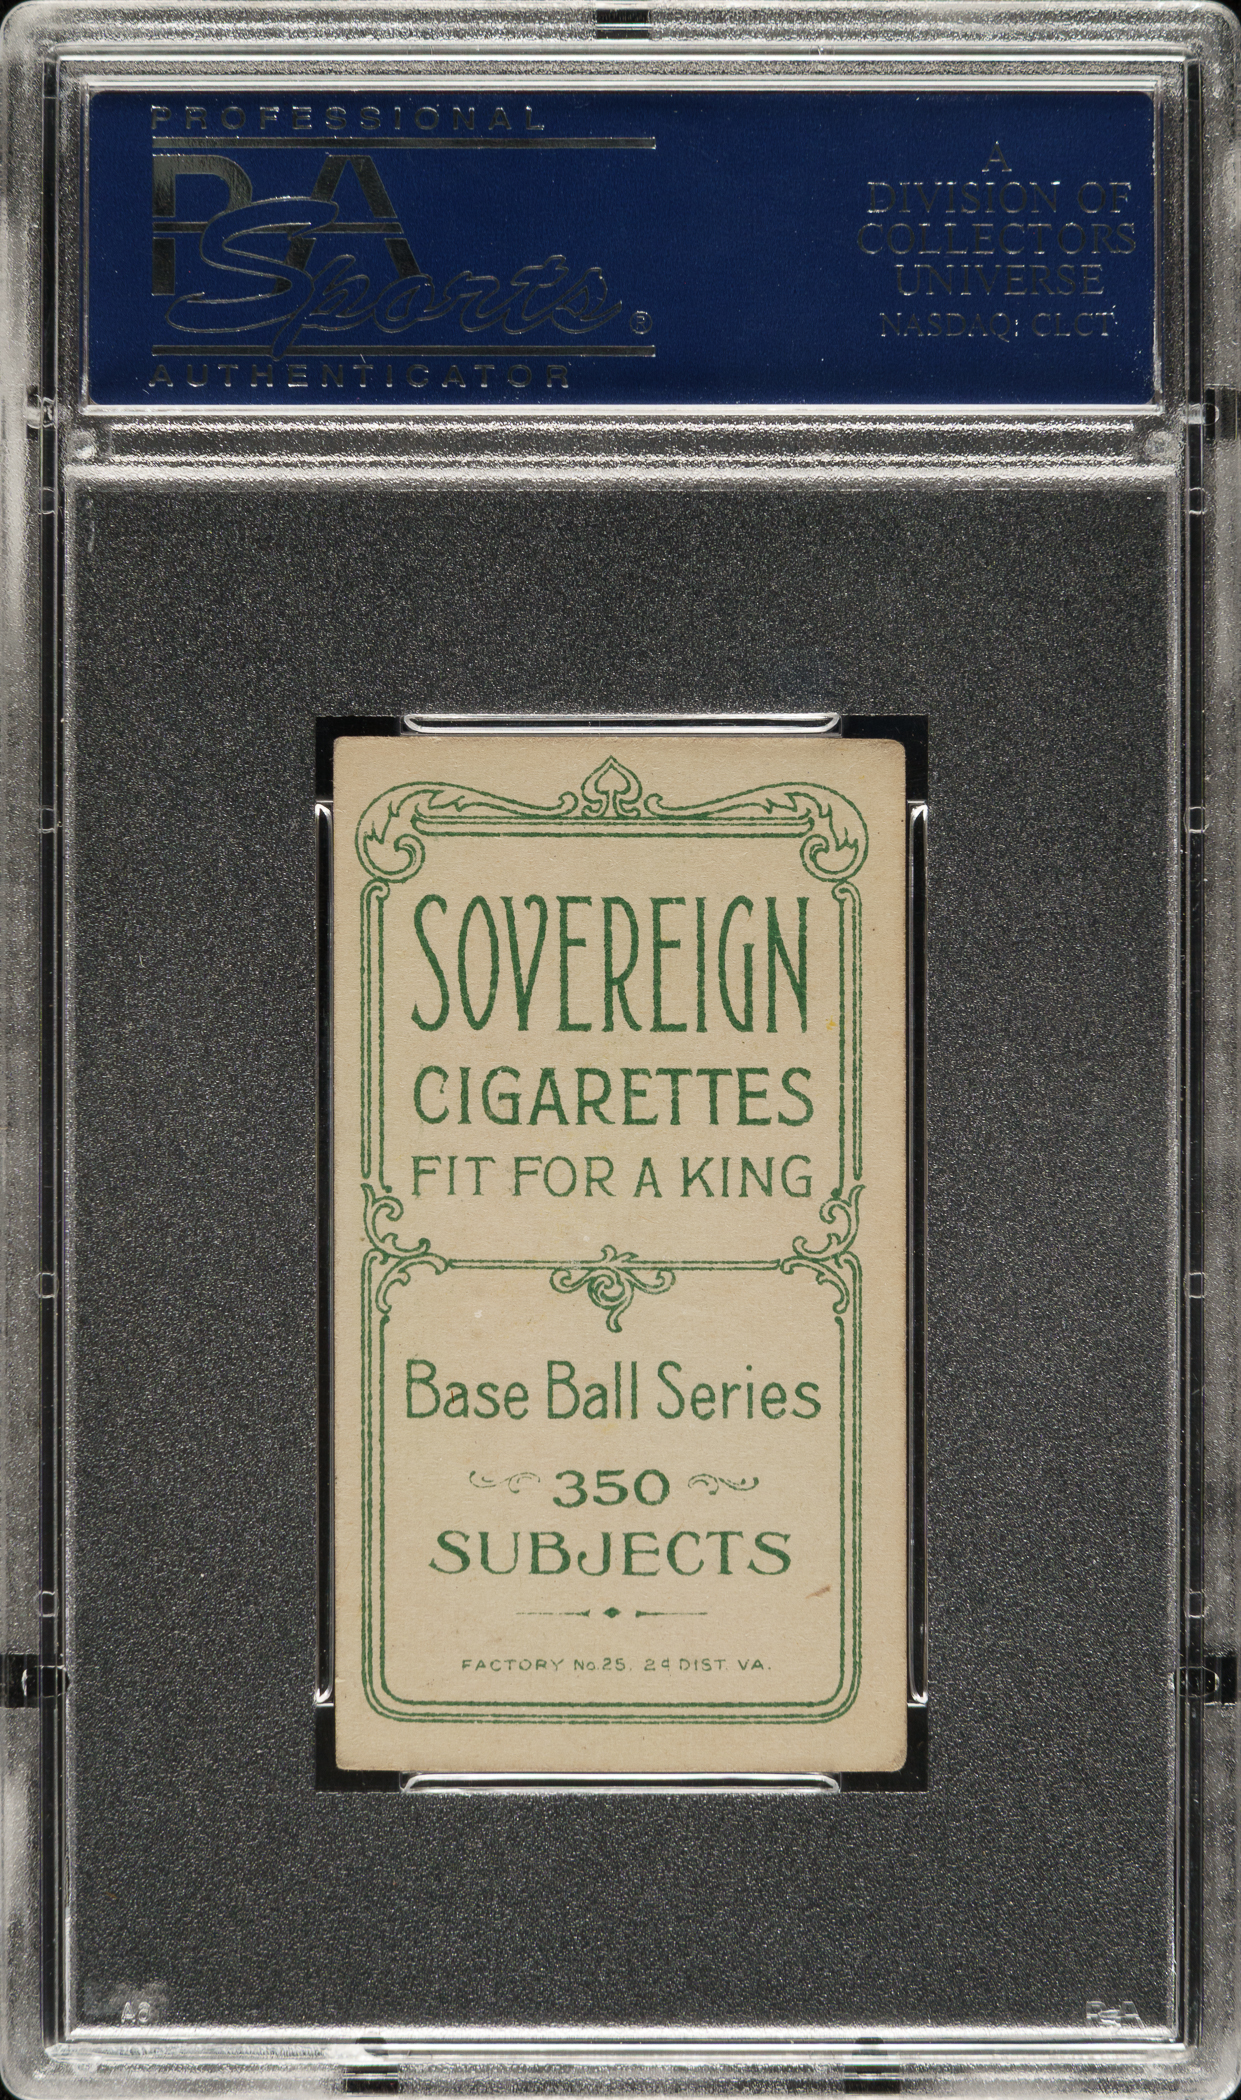 PROFESSIONAL
PSA
Sports®
AUTHENTICATOR
A
DIVISION OF
COLLECTORS
UNIVERSE
NASDAQ: CLCT
SOVEREIGN
CIGARETTES
FIT FOR A KING
Base Ball Series
350
SUBJECTS
FACTORY No. 25, 2d DIST. VA.
PSA